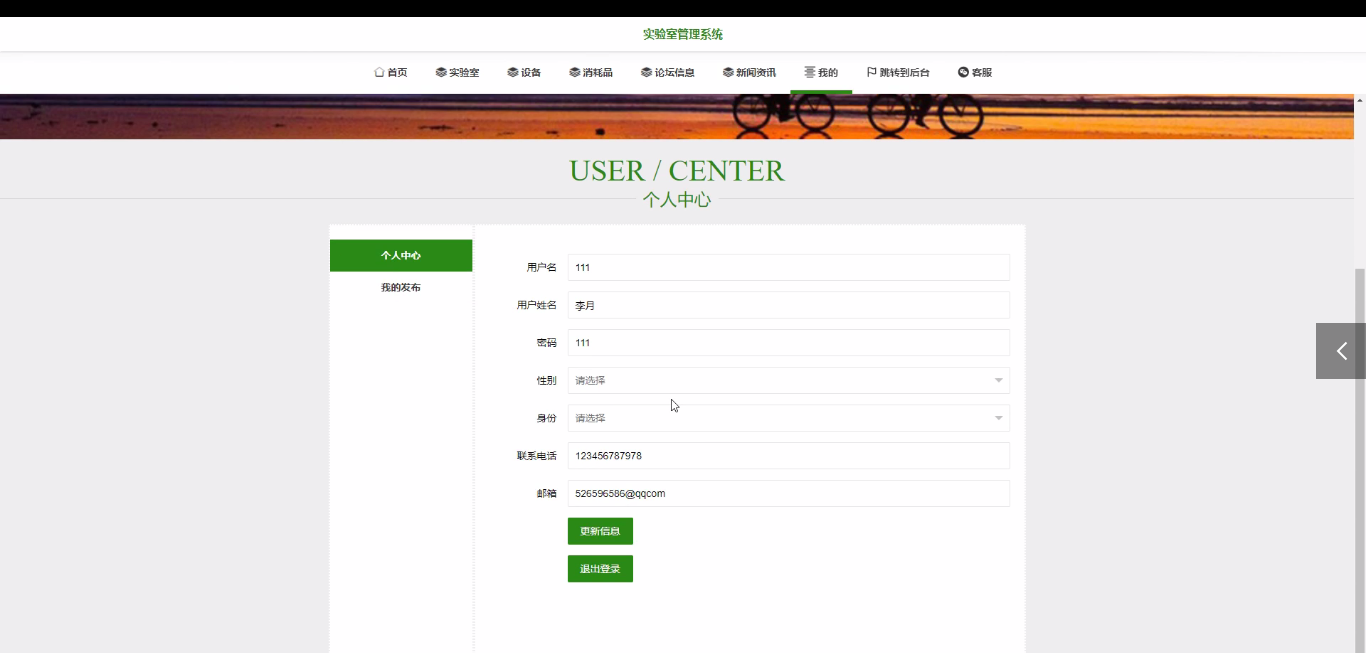 实验室管理系统
首页 实验室 设备 消耗品 论坛信息 新闻资讯 我的 跳转到后台 客服
USER / CENTER
个人中心
个人中心
我的发布
用户名 111
用户姓名 李月
密码 111
性别 请选择
身份 请选择
联系电话 123456787978
邮箱 526596586@qqcom
更新信息
退出登录